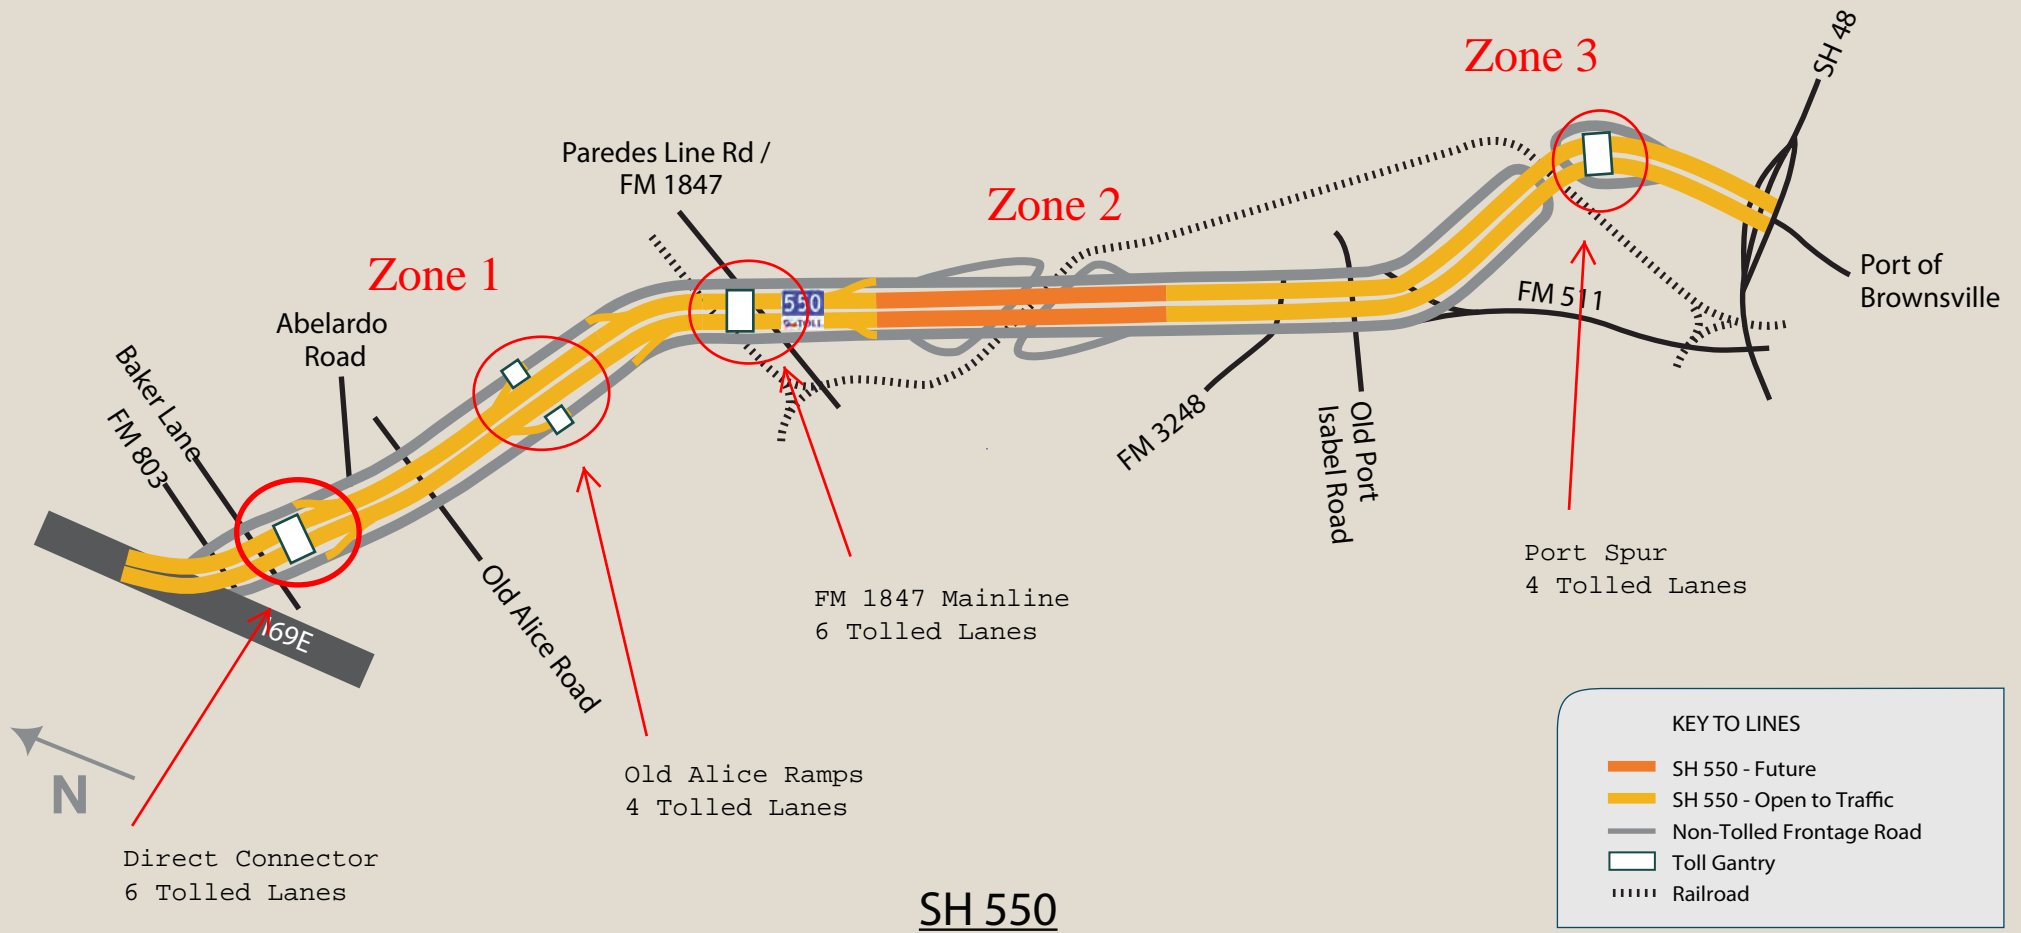 SH 48
Zone 3
Paredes Line Rd /
FM 1847
Zone 2
Zone 1
Port of
Brownsville
FM 511
550
TOLL
Abelardo
Road
Baker Lane
FM 803
FM 3248
Old Port
Isabel Road
Port Spur
4 Tolled Lanes
FM 1847 Mainline
6 Tolled Lanes
I69E
Old Alice Road
Old Alice Ramps
4 Tolled Lanes
N
Direct Connector
6 Tolled Lanes
SH 550
KEY TO LINES
SH 550 - Future
SH 550 - Open to Traffic
Non-Tolled Frontage Road
Toll Gantry
Railroad